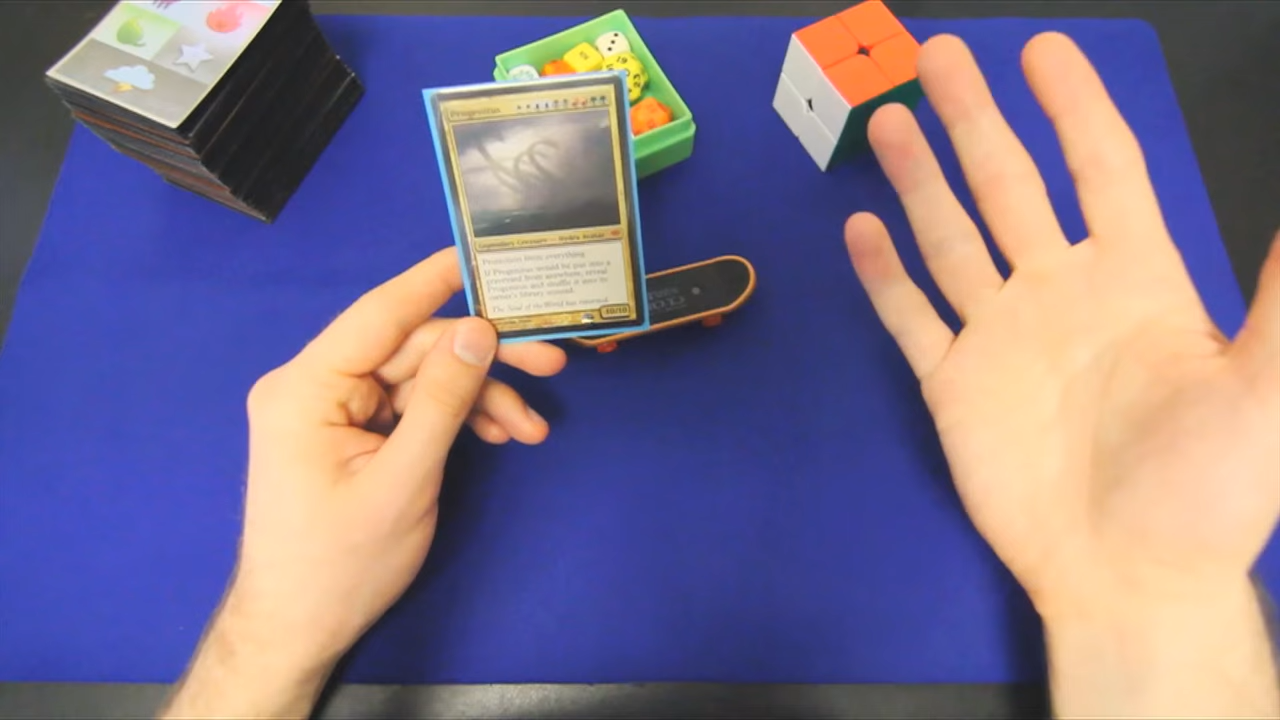 Progenitus
Legendary Creature — Hydra Avatar
Protection from everything
If Progenitus would be put into a
graveyard from anywhere, reveal
Progenitus and shuffle it into its
owner's library instead.
The Soul of the World has returned.
10/10